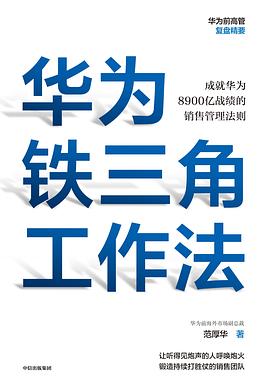 华为前高管
复盘精要
华为
成就华为
8900亿战绩的
销售管理法则
铁三角
工作法
华为前海外市场副总裁
范厚华 著
让听得见炮声的人呼唤炮火
锻造持续打胜仗的销售团队
中信出版集团